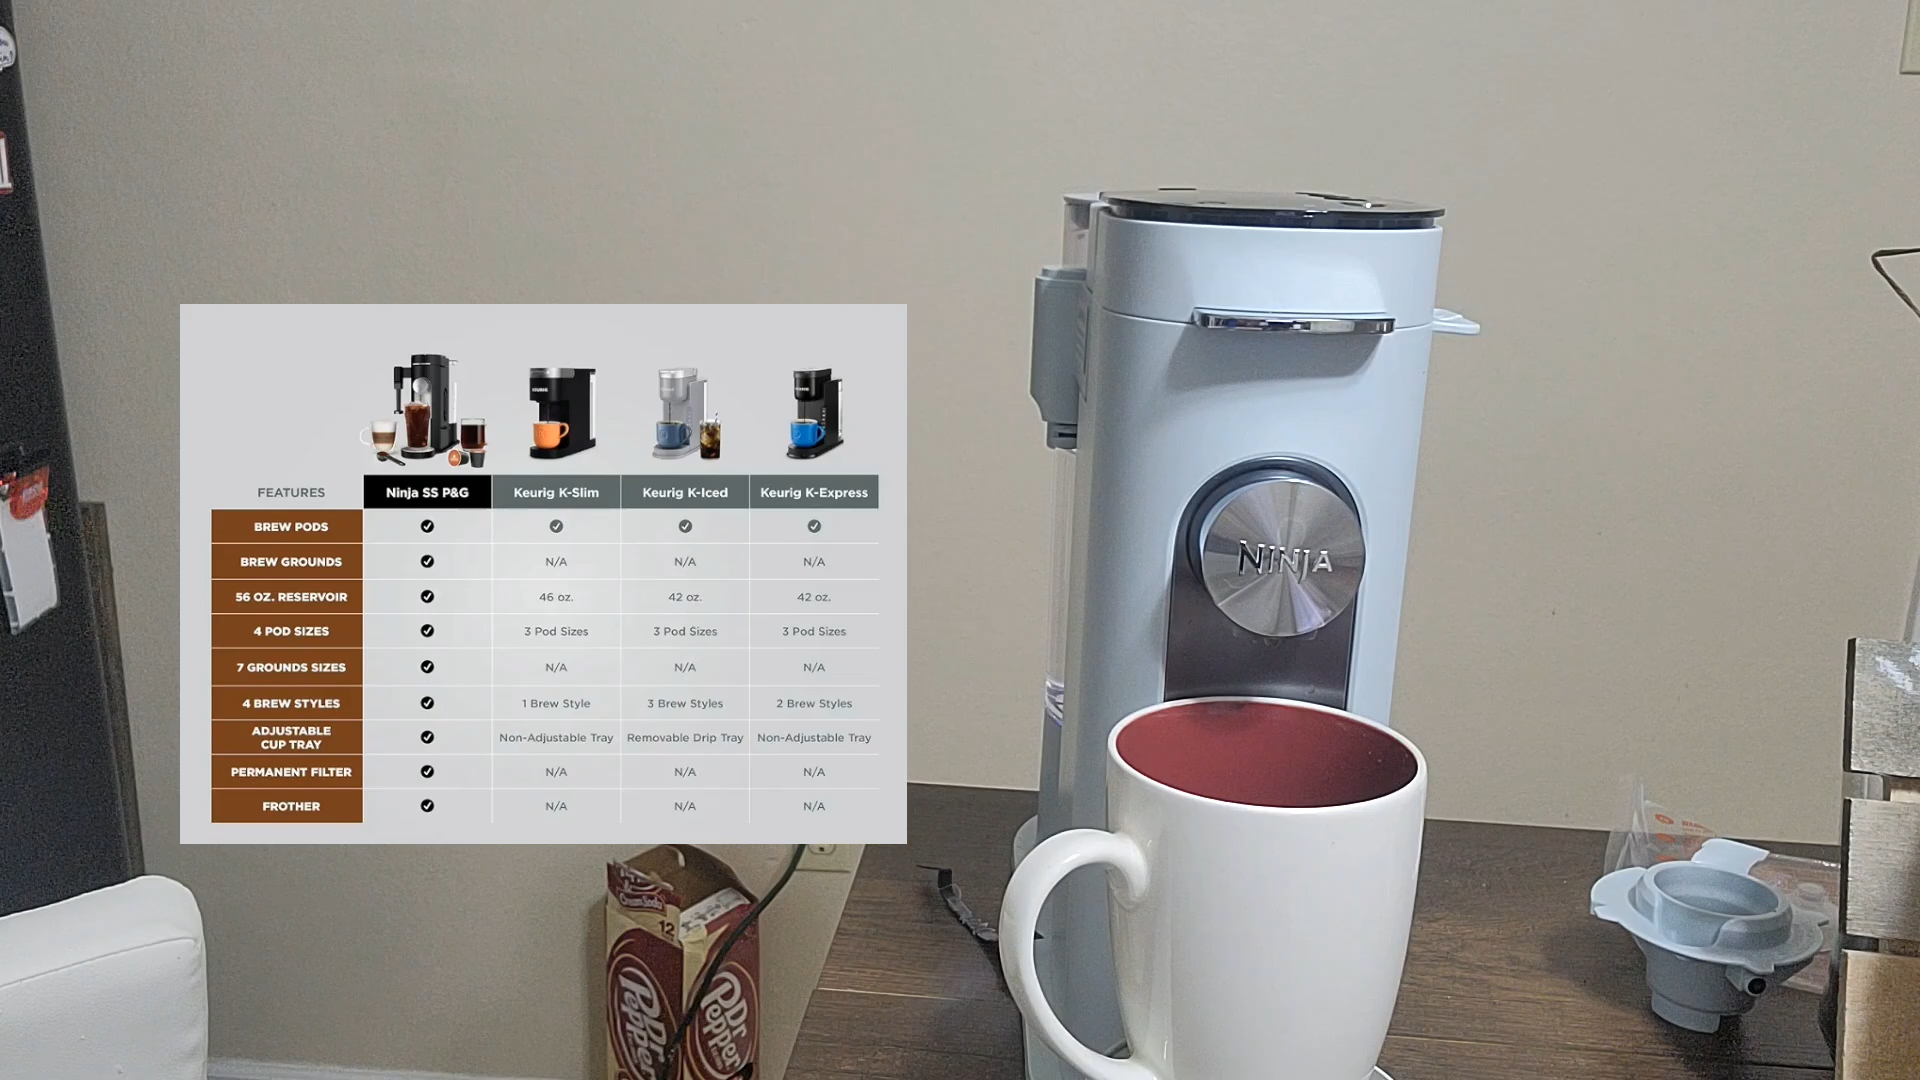 FEATURES Ninja SS P&G Keurig K-Slim Keurig K-Iced Keurig K-Express
BREW PODS
BREW GROUNDS N/A N/A N/A
56 OZ. RESERVOIR 46 oz. 42 oz. 42 oz.
4 POD SIZES 3 Pod Sizes 3 Pod Sizes 3 Pod Sizes
7 GROUNDS SIZES N/A N/A N/A
4 BREW STYLES 1 Brew Style 3 Brew Styles 2 Brew Styles
ADJUSTABLE
CUP TRAY Non-Adjustable Tray Removable Drip Tray Non-Adjustable Tray
PERMANENT FILTER N/A N/A N/A
FROTHER N/A N/A N/A
NINJA
Cream Soda
12
Dr Pepper
Dr Pepper